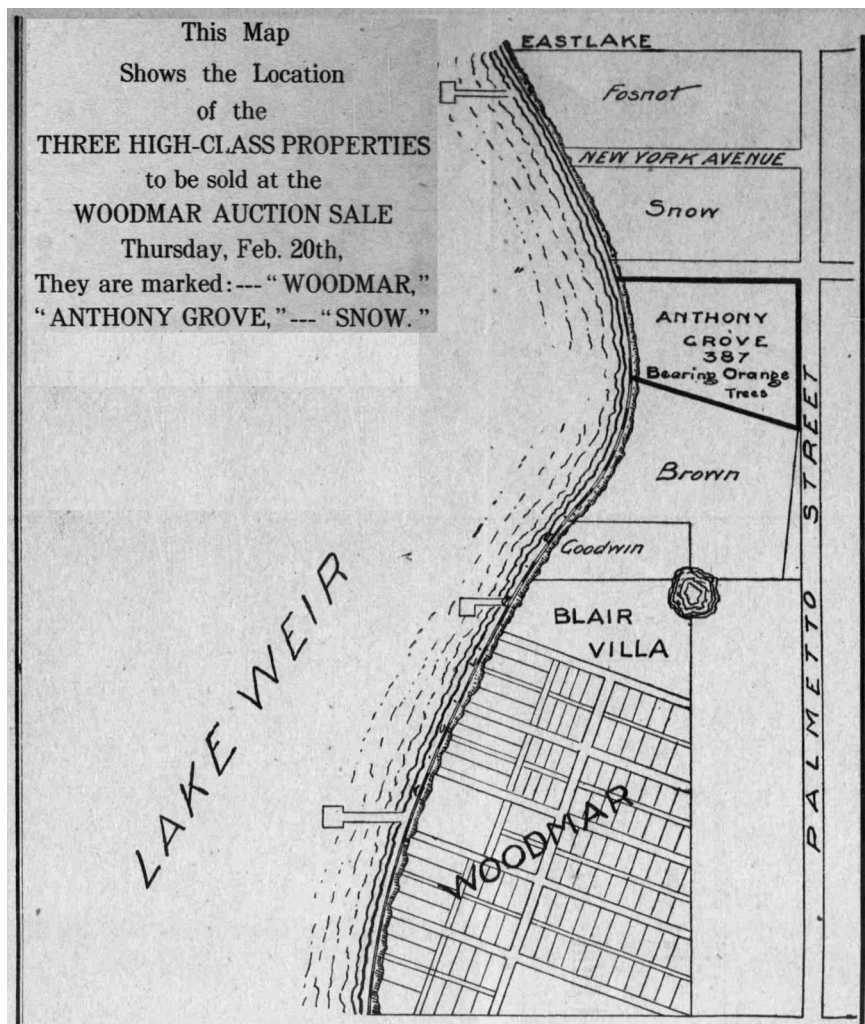 This Map
Shows the Location
of the
THREE HIGH-CLASS PROPERTIES
to be sold at the
WOODMAR AUCTION SALE
Thursday, Feb. 20th,
They are marked:---"WOODMAR,"
"ANTHONY GROVE,"---"SNOW."
EASTLAKE
Fosnot
NEW YORK AVENUE
Snow
ANTHONY
GROVE
387
Bearing Orange
Trees
Brown
Goodwin
BLAIR
VILLA
WOODMAR
LAKE WEIR
PALMETTO STREET